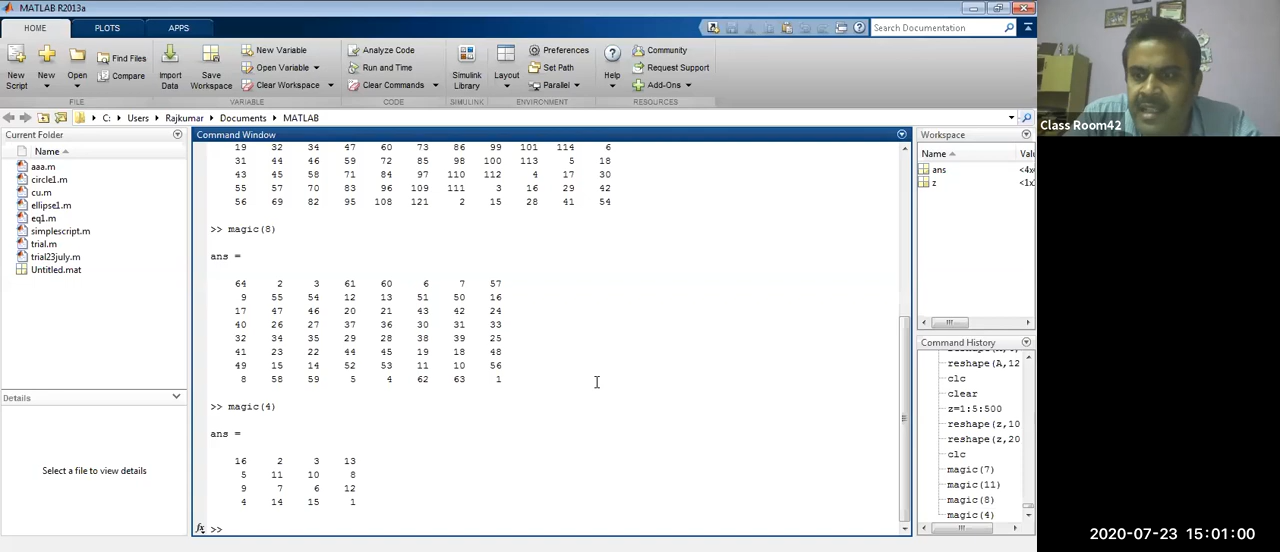 MATLAB R2013a
HOME PLOTS APPS
Search Documentation
New Script New Open Find Files Compare Import Data Save Workspace New Variable Open Variable Clear Workspace Analyze Code Run and Time Clear Commands Simulink Library Layout Preferences Set Path Parallel Help Community Request Support Add-Ons
FILE VARIABLE CODE SIMULINK ENVIRONMENT RESOURCES
Class Room42
C: Users Rajkumar Documents MATLAB
Current Folder
Name
aaa.m
circle1.m
cu.m
ellipse1.m
eq1.m
simplescript.m
trial.m
trial23july.m
Untitled.mat
Details
Select a file to view details
Command Window
19 32 34 47 60 73 86 99 101 114 6
31 44 46 59 72 85 98 100 113 5 18
43 45 58 71 84 97 110 112 4 17 30
55 57 70 83 96 109 111 3 16 29 42
56 69 82 95 108 121 2 15 28 41 54
>> magic(8)
ans =
64 2 3 61 60 6 7 57
9 55 54 12 13 51 50 16
17 47 46 20 21 43 42 24
40 26 27 37 36 30 31 33
32 34 35 29 28 38 39 25
41 23 22 44 45 19 18 48
49 15 14 52 53 11 10 56
8 58 59 5 4 62 63 1
>> magic(4)
ans =
16 2 3 13
5 11 10 8
9 7 6 12
4 14 15 1
fx >>
Workspace
Name Valu
ans <4x
z <1x
Command History
reshape(A,12
clc
clear
z=1:5:500
reshape(z,10
reshape(z,20
clc
magic(7)
magic(11)
magic(8)
magic(4)
2020-07-23 15:01:00